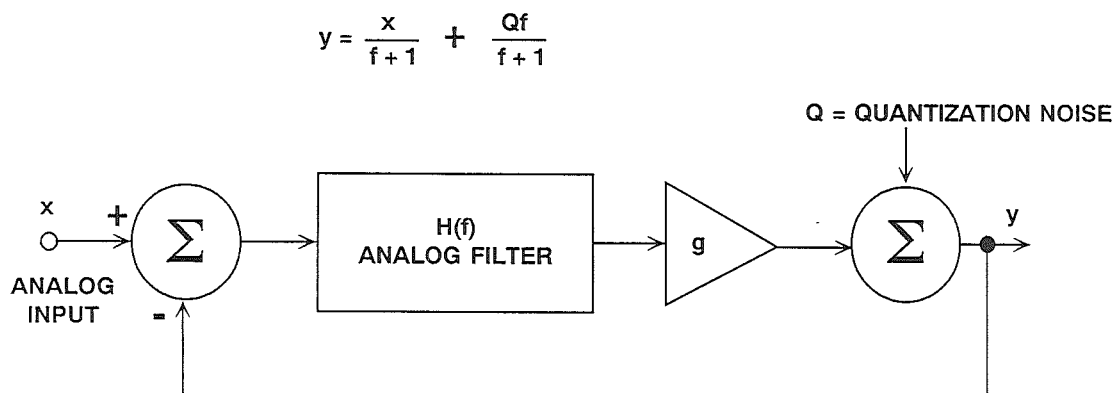 y = x / (f + 1) + Qf / (f + 1)
Q = QUANTIZATION NOISE
x
+
Σ
H(f)
ANALOG FILTER
g
Σ
y
ANALOG
INPUT
-